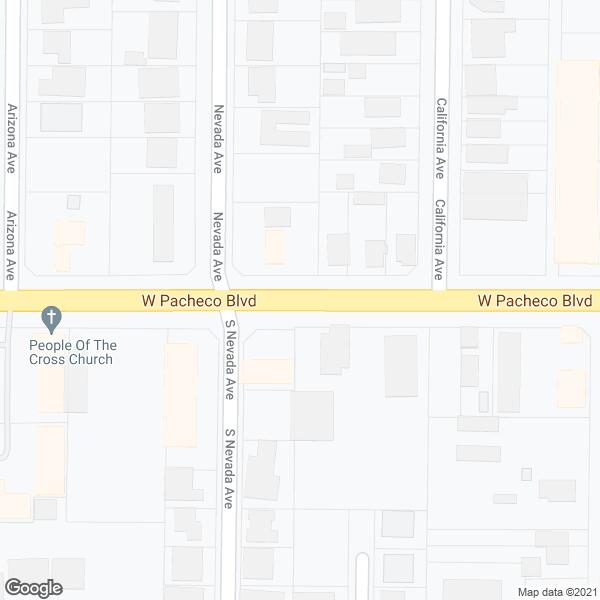 Arizona Ave
Nevada Ave
California Ave
Arizona Ave
Nevada Ave
California Ave
W Pacheco Blvd
W Pacheco Blvd
People Of The
Cross Church
S Nevada Ave
S Nevada Ave
Google
Map data ©2021